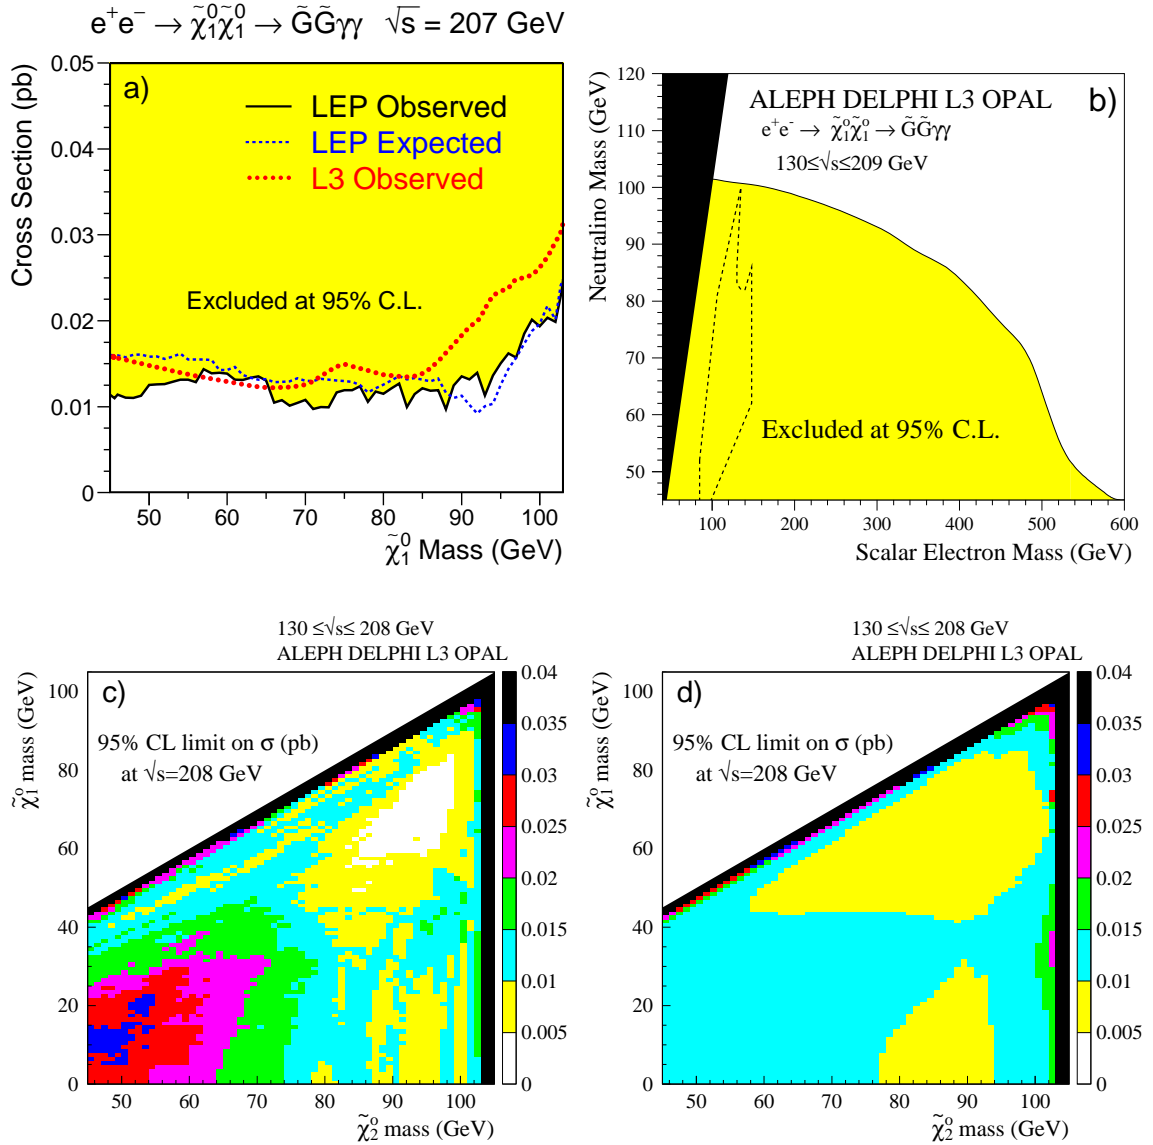 e⁺e⁻ → χ̃₁⁰χ̃₁⁰ → G̃G̃γγ √s = 207 GeV
a)
LEP Observed
LEP Expected
L3 Observed
Excluded at 95% C.L.
Cross Section (pb)
0.05
0.04
0.03
0.02
0.01
0
50 60 70 80 90 100
χ̃₁⁰ Mass (GeV)
b)
ALEPH DELPHI L3 OPAL
e⁺e⁻ → χ̃₁⁰χ̃₁⁰ → G̃G̃γγ
130≤√s≤209 GeV
Excluded at 95% C.L.
Neutralino Mass (GeV)
120
110
100
90
80
70
60
50
100 200 300 400 500 600
Scalar Electron Mass (GeV)
130 ≤√s≤ 208 GeV
ALEPH DELPHI L3 OPAL
c)
95% CL limit on σ (pb)
at √s=208 GeV
χ̃₁⁰ mass (GeV)
100
80
60
40
20
0
50 60 70 80 90 100
χ̃₂⁰ mass (GeV)
0.04
0.035
0.03
0.025
0.02
0.015
0.01
0.005
0
130 ≤√s≤ 208 GeV
ALEPH DELPHI L3 OPAL
d)
95% CL limit on σ (pb)
at √s=208 GeV
χ̃₁⁰ mass (GeV)
100
80
60
40
20
0
50 60 70 80 90 100
χ̃₂⁰ mass (GeV)
0.04
0.035
0.03
0.025
0.02
0.015
0.01
0.005
0